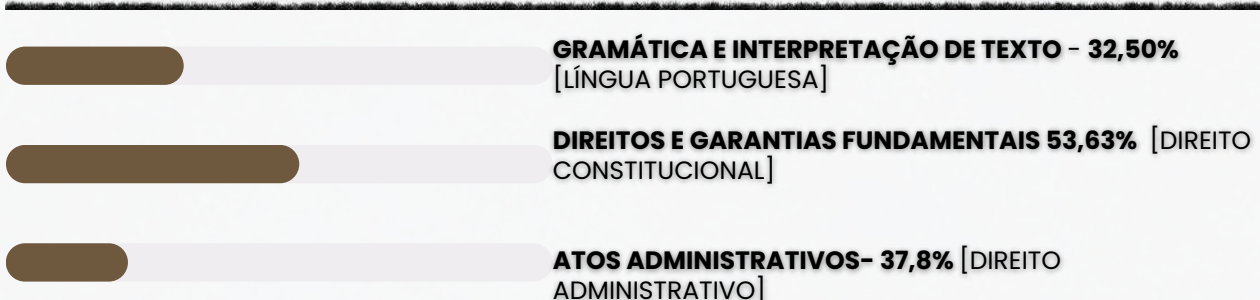 GRAMÁTICA E INTERPRETAÇÃO DE TEXTO - 32,50%
[LÍNGUA PORTUGUESA]
DIREITOS E GARANTIAS FUNDAMENTAIS 53,63% [DIREITO
CONSTITUCIONAL]
ATOS ADMINISTRATIVOS- 37,8% [DIREITO
ADMINISTRATIVO]